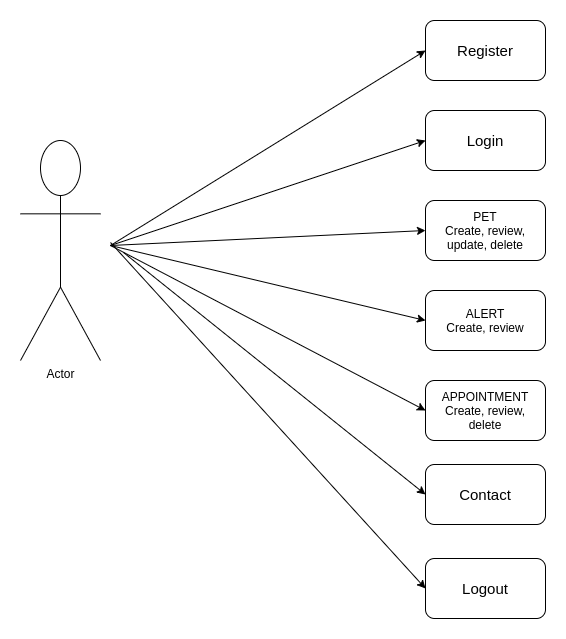 Register
Login
PET
Create, review,
update, delete
ALERT
Create, review
Actor
APPOINTMENT
Create, review,
delete
Contact
Logout